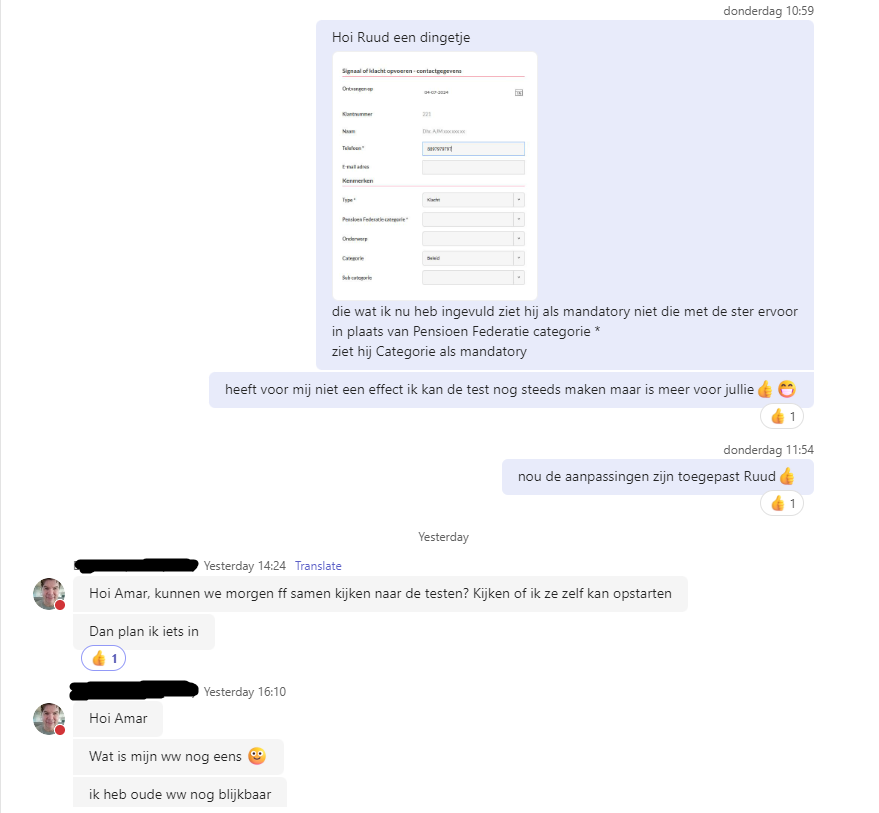 donderdag 10:59
Hoi Ruud een dingetje
Signaal of klacht opvoeren - contactgegevens
Ontvangen op 04-07-2024
Klantnummer
Naam
Telefoon *
E-mail adres
Kenmerken
Type * Klacht
Pensioen Federatie categorie *
Onderwerp
Categorie Beleid
Sub categorie
die wat ik nu heb ingevuld ziet hij als mandatory niet die met de ster ervoor
in plaats van Pensioen Federatie categorie *
ziet hij Categorie als mandatory
heeft voor mij niet een effect ik kan de test nog steeds maken maar is meer voor jullie👍😁
👍 1
donderdag 11:54
nou de aanpassingen zijn toegepast Ruud👍
👍 1
Yesterday
Yesterday 14:24 Translate
Hoi Amar, kunnen we morgen ff samen kijken naar de testen? Kijken of ik ze zelf kan opstarten
Dan plan ik iets in
👍 1
Yesterday 16:10
Hoi Amar
Wat is mijn ww nog eens
ik heb oude ww nog blijkbaar